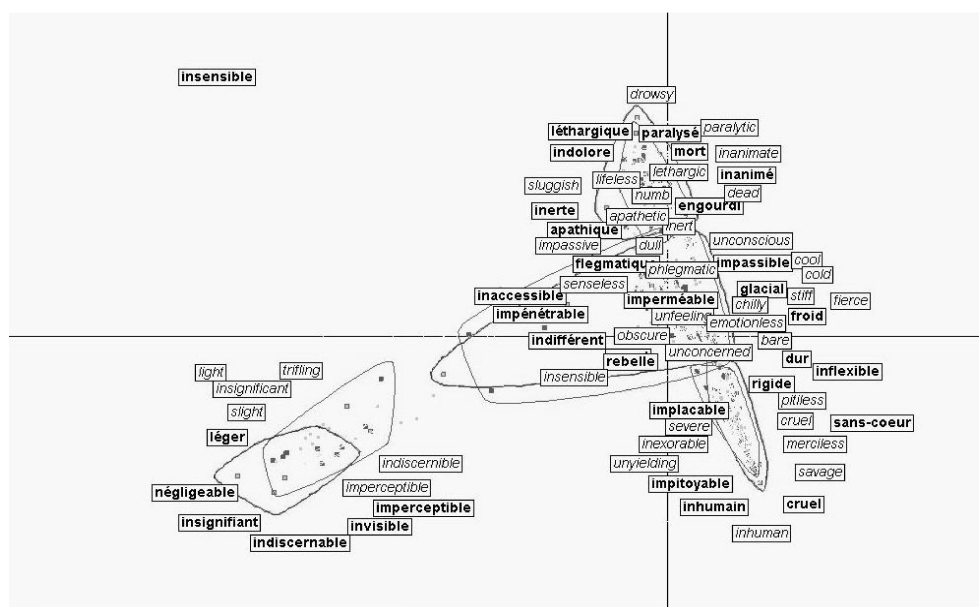 insensible
drowsy
léthargique
paralysé
paralytic
indolore
mort
inanimate
lifeless
lethargic
inanimé
sluggish
numb
dead
inerte
apathetic
engourdi
apathique
inert
impassive
dull
unconscious
flegmatique
phlegmatic
impassible
cool
cold
senseless
inaccessible
imperméable
glacial
stiff
fierce
chilly
impénétrable
unfeeling
emotionless
froid
indifférent
obscure
bare
rebelle
unconcerned
dur
inflexible
light
trifling
insignificant
insensible
rigide
pitiless
slight
implacable
cruel
sans-coeur
léger
severe
inexorable
merciless
indiscernible
unyielding
savage
négligeable
imperceptible
impitoyable
imperceptible
inhumain
cruel
insignifiant
invisible
indiscernable
inhuman